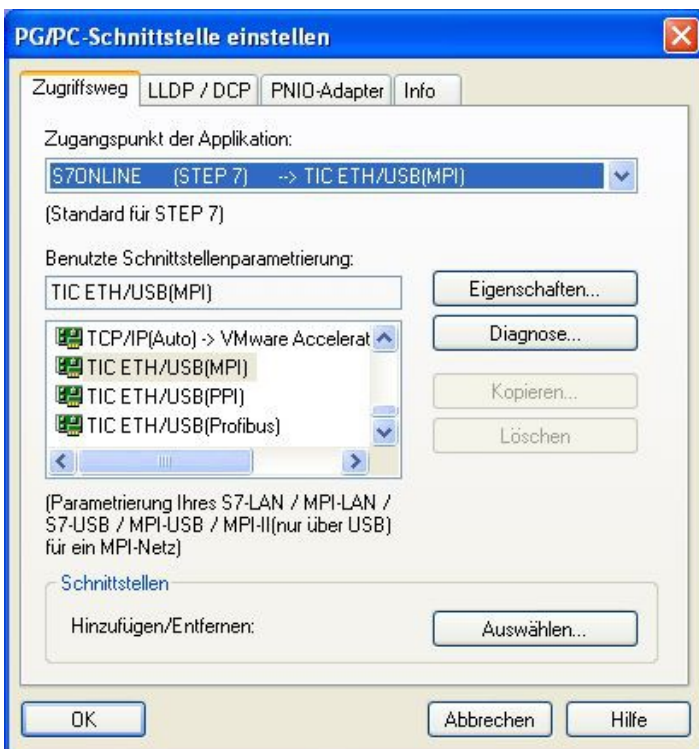 PG/PC-Schnittstelle einstellen
Zugriffsweg LLDP / DCP PNIO-Adapter Info
Zugangspunkt der Applikation:
S7ONLINE (STEP 7) --> TIC ETH/USB(MPI)
(Standard für STEP 7)
Benutzte Schnittstellenparametrierung:
TIC ETH/USB(MPI)
Eigenschaften...
TCP/IP(Auto) -> VMware Accelerat
Diagnose...
TIC ETH/USB(MPI)
TIC ETH/USB(PPI)
Kopieren...
TIC ETH/USB(Profibus)
Löschen
(Parametrierung Ihres S7-LAN / MPI-LAN /
S7-USB / MPI-USB / MPI-II(nur über USB)
für ein MPI-Netz)
Schnittstellen
Hinzufügen/Entfernen:
Auswählen...
OK
Abbrechen
Hilfe